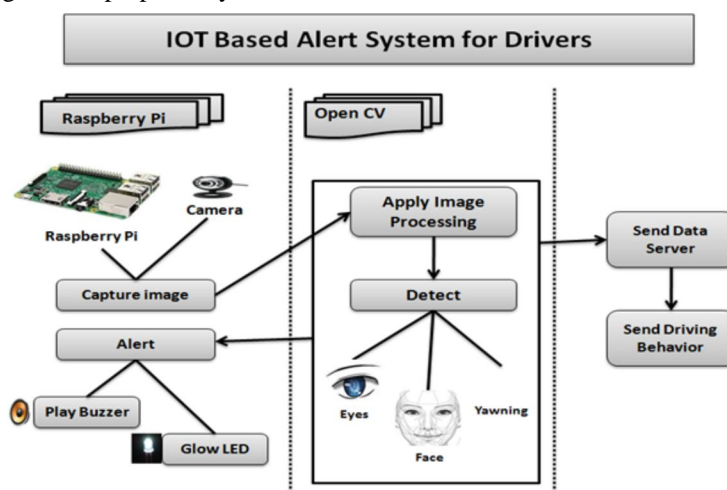 IOT Based Alert System for Drivers
Raspberry Pi
Open CV
Camera
Raspberry Pi
Capture image
Alert
Play Buzzer
Glow LED
Apply Image
Processing
Detect
Eyes
Face
Yawning
Send Data
Server
Send Driving
Behavior